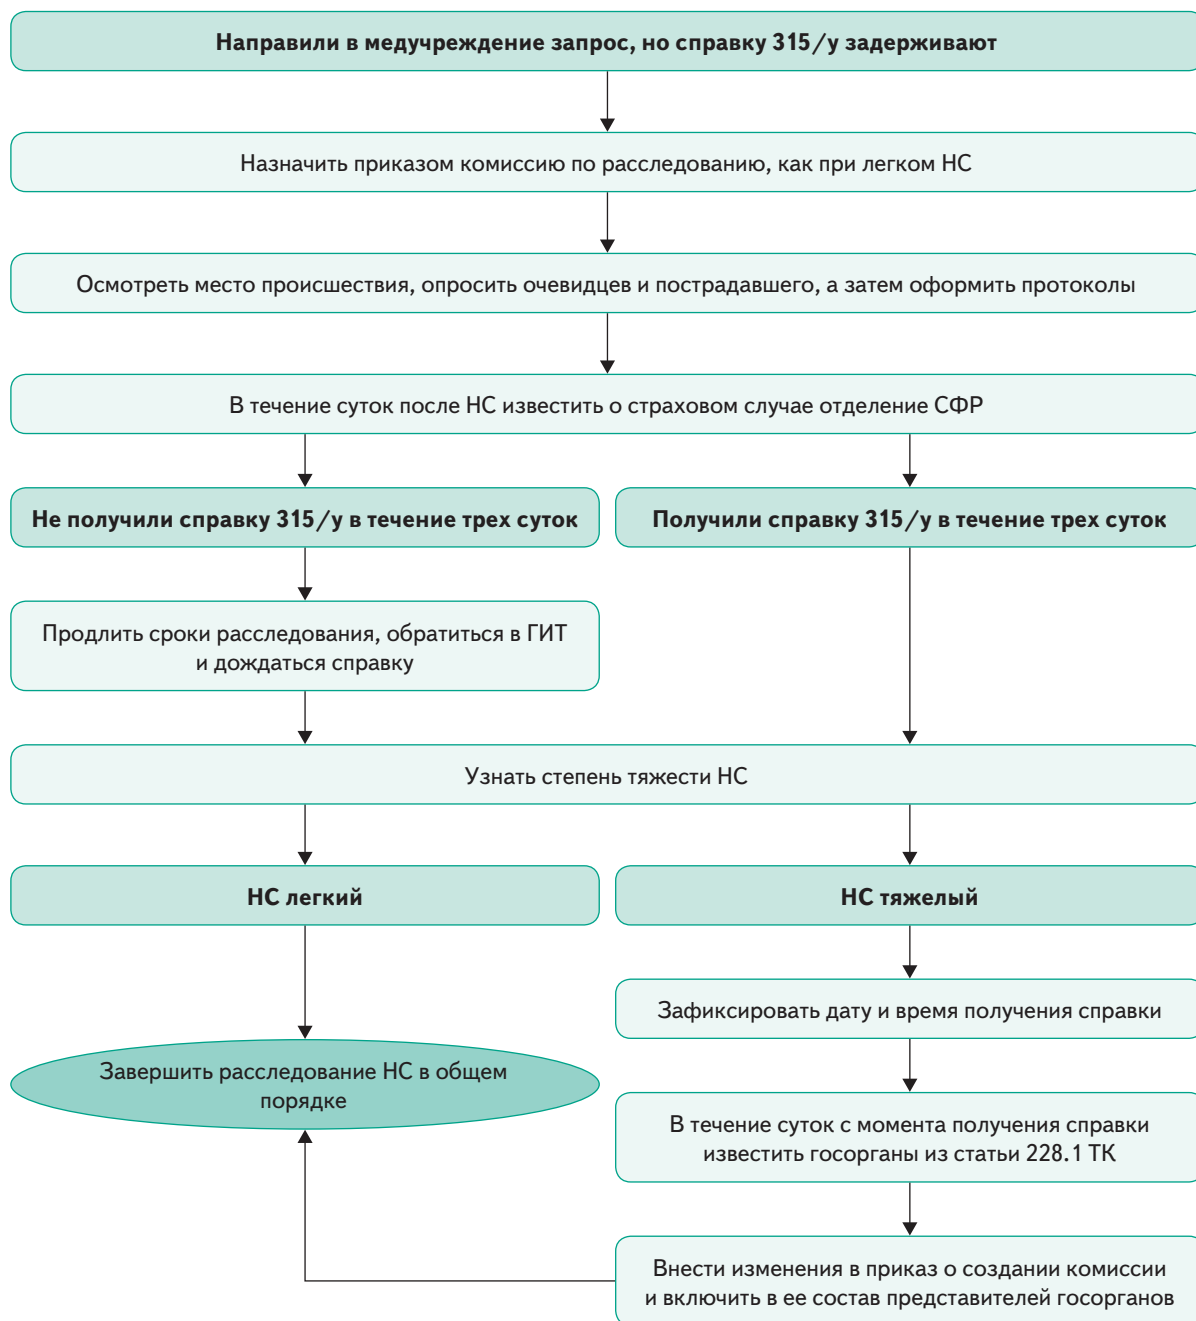 Направили в медучреждение запрос, но справку 315/у задерживают
Назначить приказом комиссию по расследованию, как при легком НС
Осмотреть место происшествия, опросить очевидцев и пострадавшего, а затем оформить протоколы
В течение суток после НС известить о страховом случае отделение СФР
Не получили справку 315/у в течение трех суток
Получили справку 315/у в течение трех суток
Продлить сроки расследования, обратиться в ГИТ
и дождаться справку
Узнать степень тяжести НС
НС легкий
НС тяжелый
Зафиксировать дату и время получения справки
Завершить расследование НС в общем
порядке
В течение суток с момента получения справки
известить госорганы из статьи 228.1 ТК
Внести изменения в приказ о создании комиссии
и включить в ее состав представителей госорганов